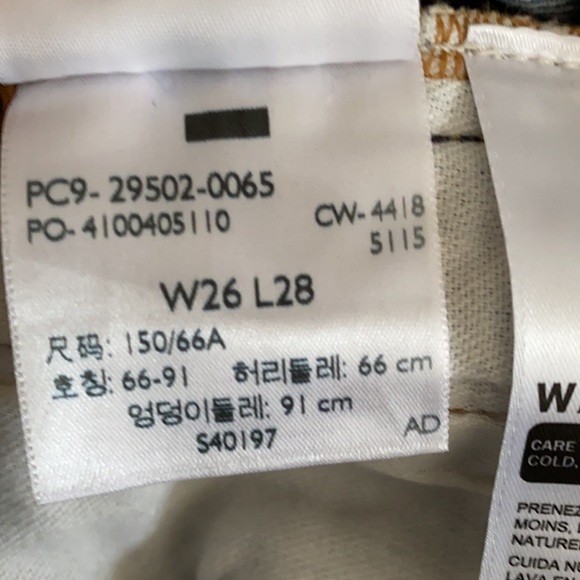 PC9- 29502-0065
PO- 4100405110
CW- 4418
5115
W26 L28
尺码: 150/66A
호칭: 66-91 허리둘레: 66 cm
엉덩이둘레: 91 cm
S40197
AD
CARE
COLD,
PRENEZ
MOINS,
NATURE
CUIDA